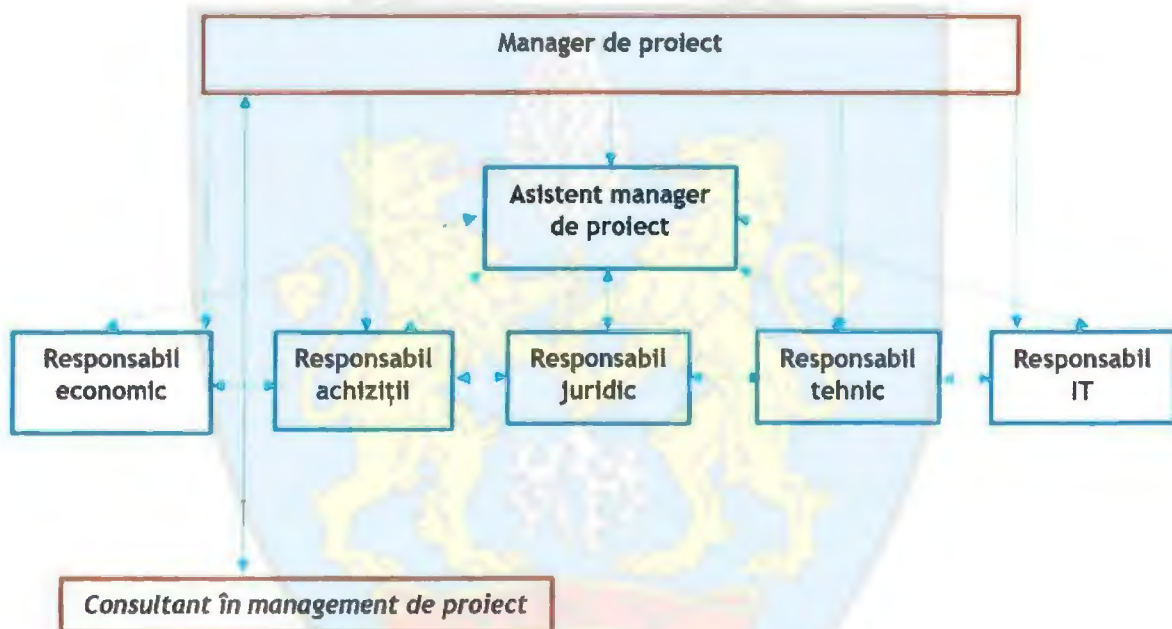 Manager de proiect
Asistent manager
de proiect
Responsabil
economic
Responsabil
achiziții
Responsabil
juridic
Responsabil
tehnic
Responsabil
IT
Consultant în management de proiect